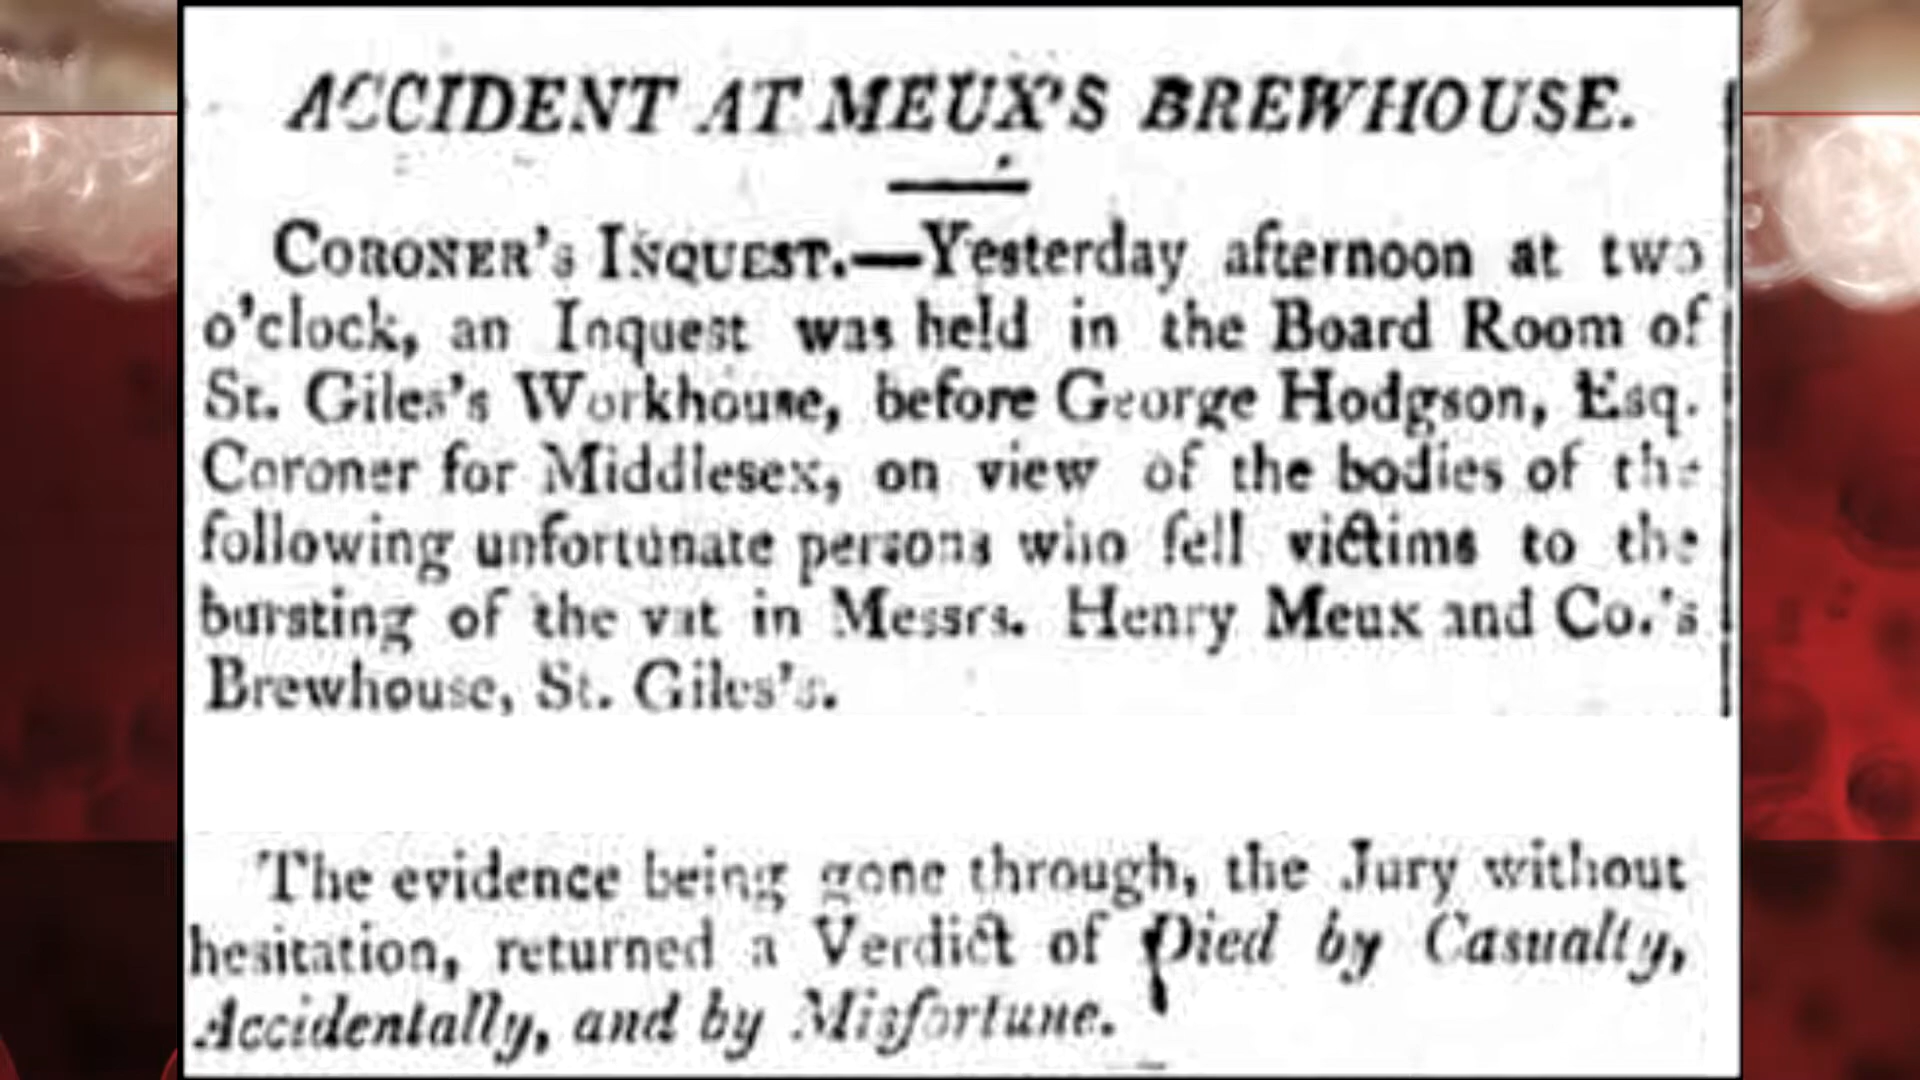 ACCIDENT AT MEUX'S BREWHOUSE.
CORONER's INQUEST.—Yesterday afternoon at two
o'clock, an Inquest was held in the Board Room of
St. Giles's Workhouse, before George Hodgson, Esq.
Coroner for Middlesex, on view of the bodies of the
following unfortunate persons who fell victims to the
bursting of the vat in Messrs. Henry Meux and Co.'s
Brewhouse, St. Giles's.
The evidence being gone through, the Jury without
hesitation, returned a Verdict of Died by Casualty,
Accidentally, and by Misfortune.